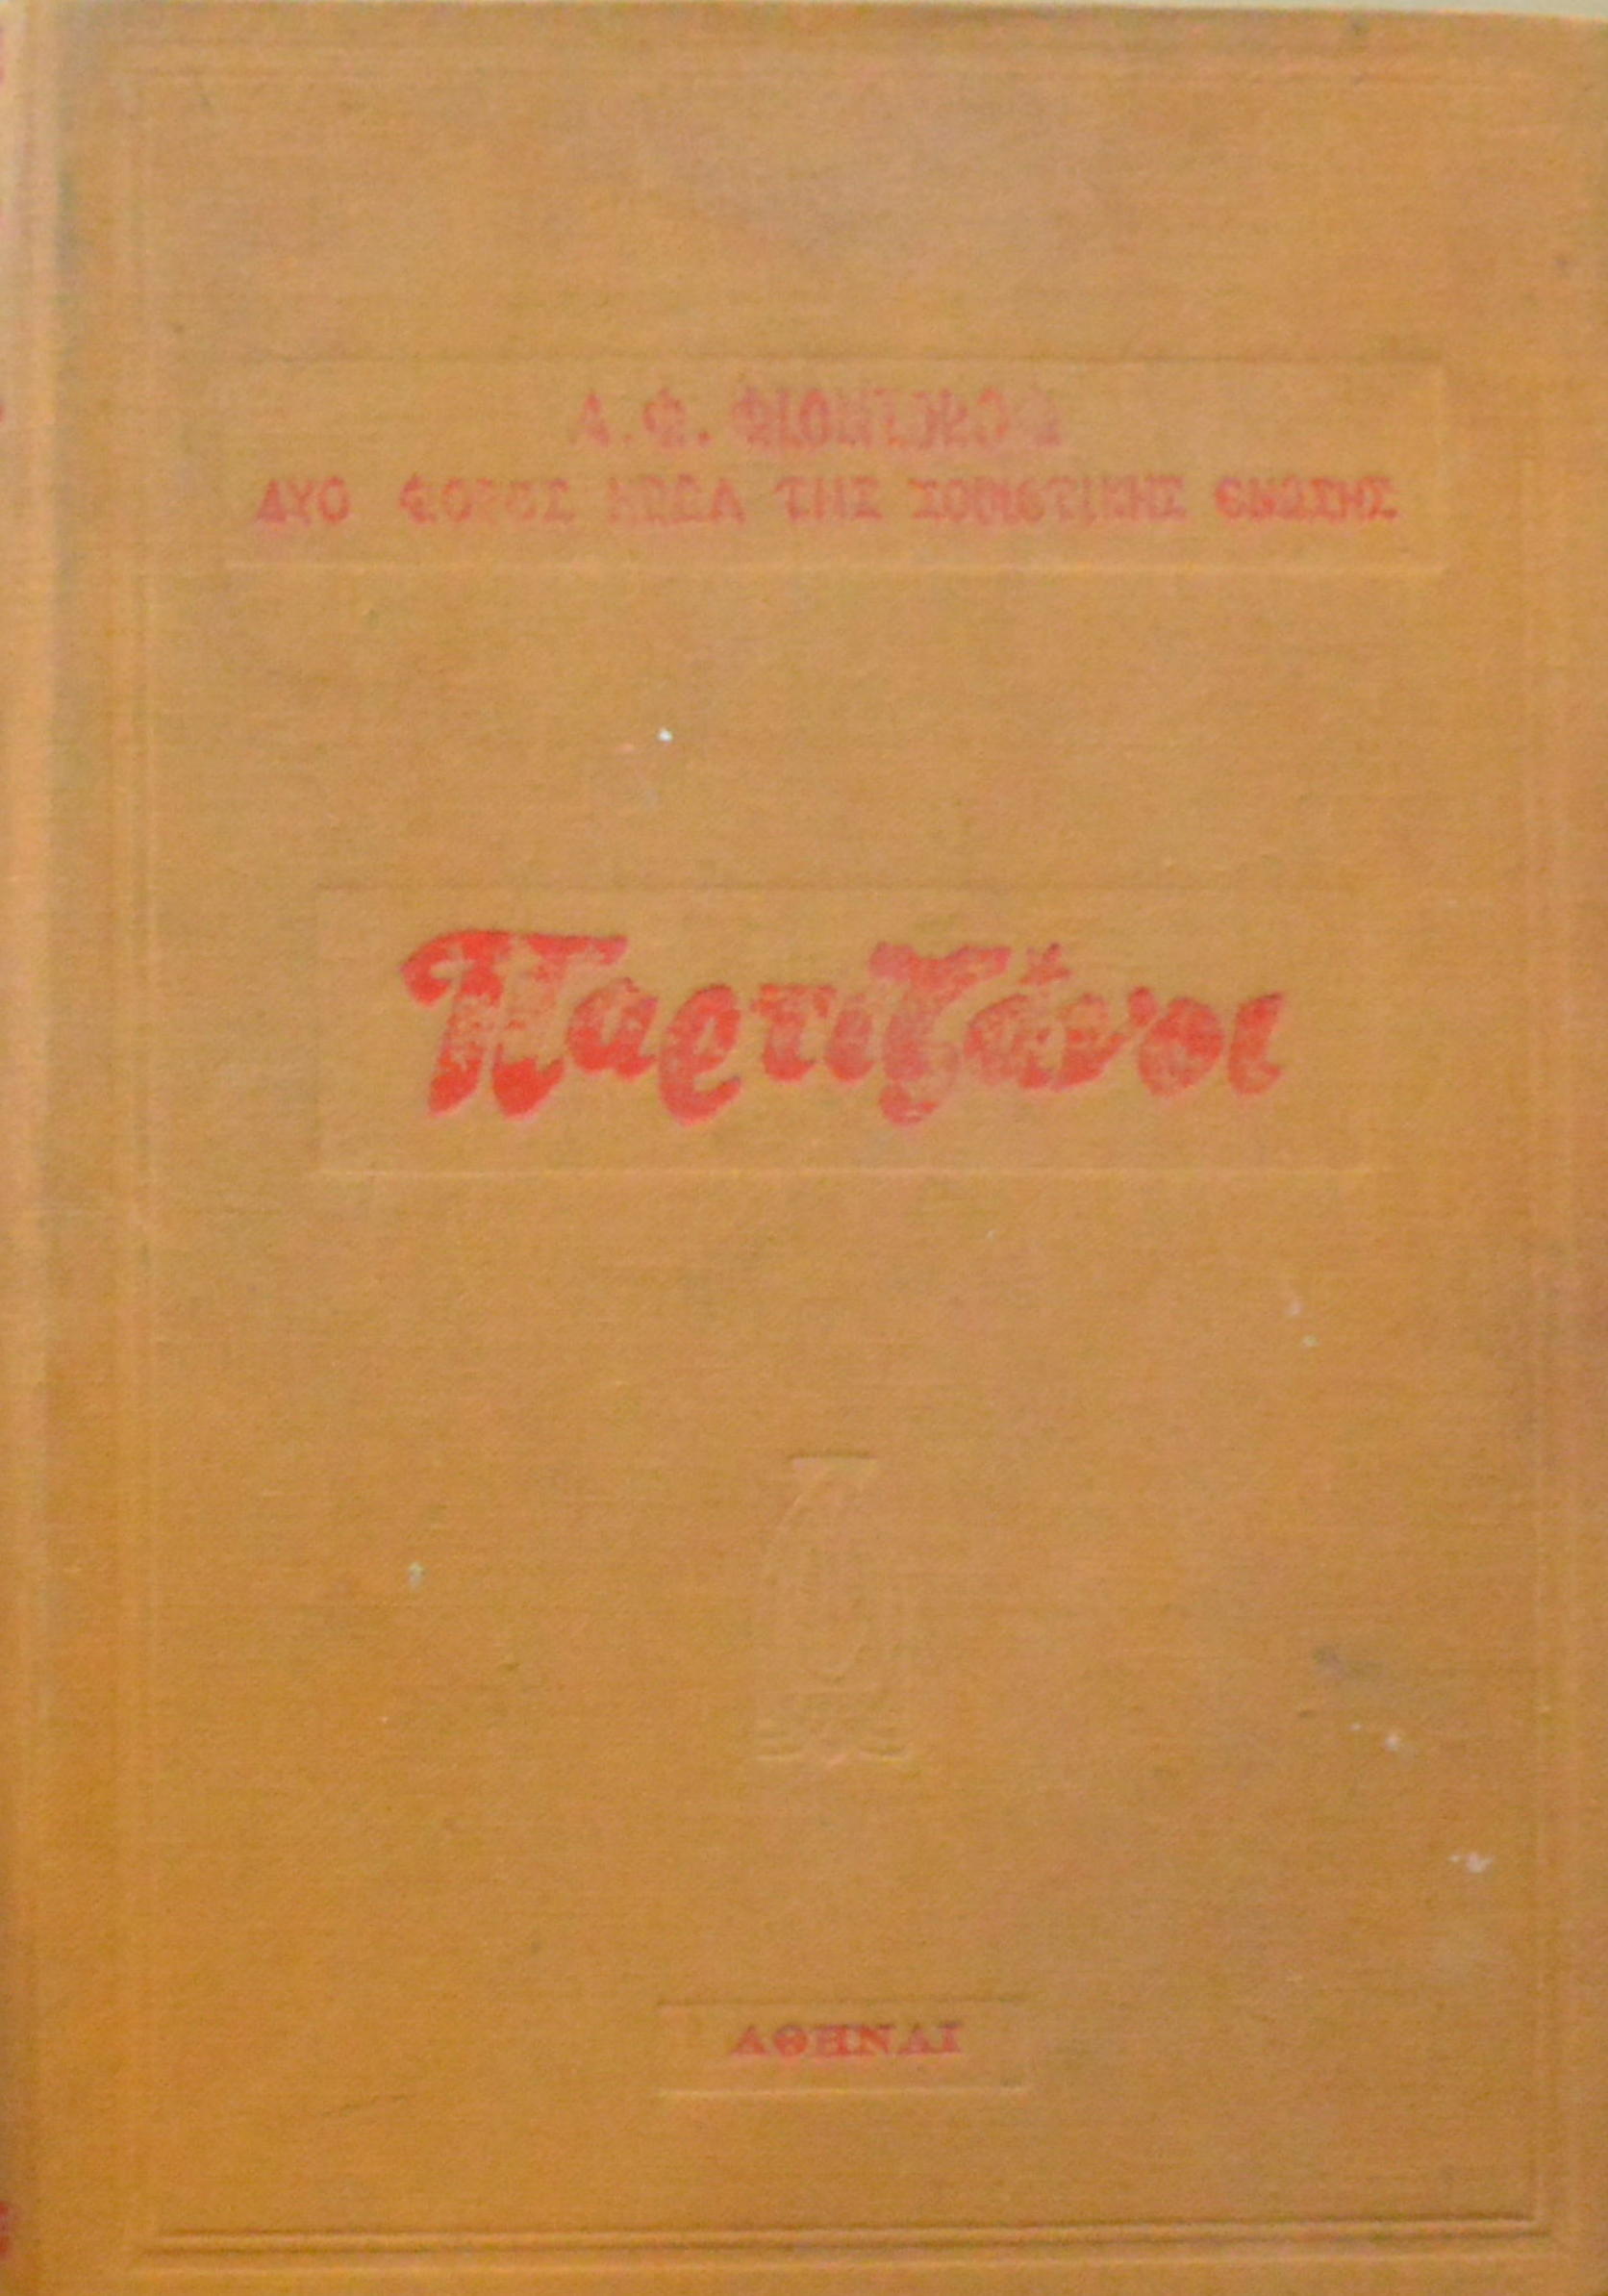 Α.Φ. ΦΙΟΝΤΟΡΟΦ
ΔΥΟ ΦΟΡΕΣ ΗΡΩΑ ΤΗΣ ΣΟΒΙΕΤΙΚΗΣ ΕΝΩΣΗΣ
Παρτιζάνοι
ΑΘΗΝΑΙ